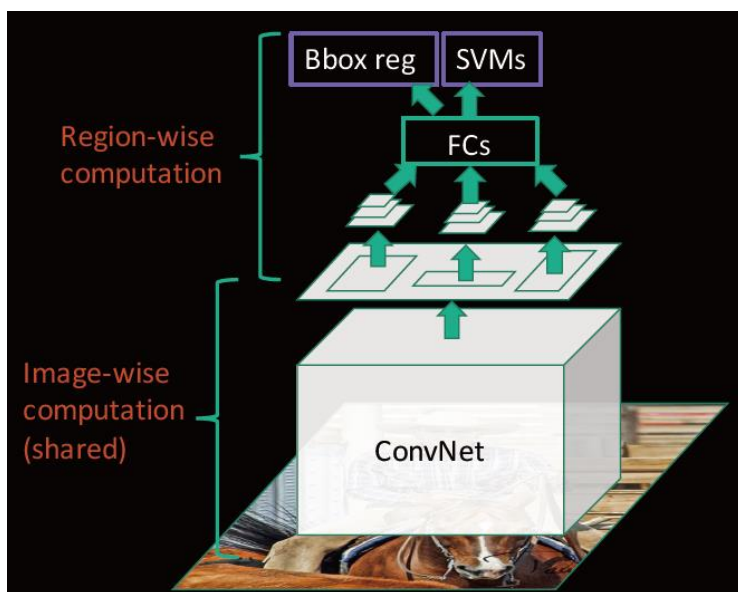 Bbox reg
SVMs
Region-wise
computation
FCs
Image-wise
computation
(shared)
ConvNet